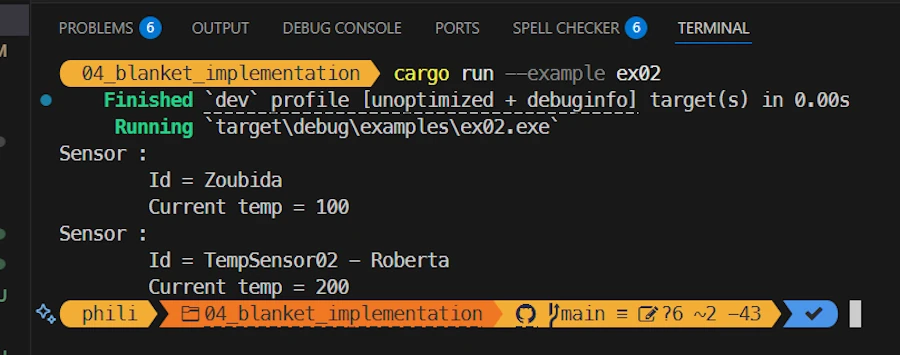 PROBLEMS 6 OUTPUT DEBUG CONSOLE PORTS SPELL CHECKER 6 TERMINAL
04_blanket_implementation cargo run --example ex02
Finished `dev` profile [unoptimized + debuginfo] target(s) in 0.00s
Running `target\debug\examples\ex02.exe`
Sensor :
Id = Zoubida
Current temp = 100
Sensor :
Id = TempSensor02 - Roberta
Current temp = 200
phili 04_blanket_implementation main ≡ ?6 ~2 -43